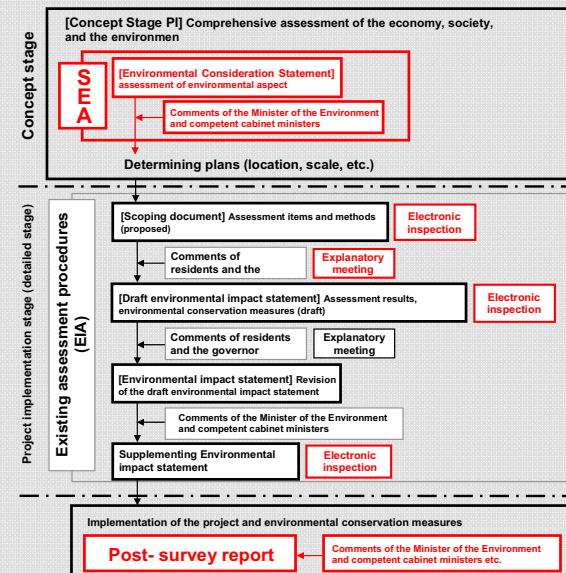 Concept stage
[Concept Stage PI] Comprehensive assessment of the economy, society,
and the environmen
S
E
A
[Environmental Consideration Statement]
assessment of environmental aspect
Comments of the Minister of the Environment
and competent cabinet ministers
Determining plans (location, scale, etc.)
Project implementation stage (detailed stage)
Existing assessment procedures
(EIA)
[Scoping document] Assessment items and methods
(proposed)
Electronic
inspection
Comments of
residents and the
Explanatory
meeting
[Draft environmental impact statement] Assessment results,
environmental conservation measures (draft)
Electronic
inspection
Comments of residents
and the governor
Explanatory
meeting
[Environmental impact statement] Revision
of the draft environmental impact statement
Comments of the Minister of the Environment
and competent cabinet ministers
Supplementing Environmental
impact statement
Electronic
inspection
Implementation of the project and environmental conservation measures
Post- survey report
Comments of the Minister of the Environment
and competent cabinet ministers etc.